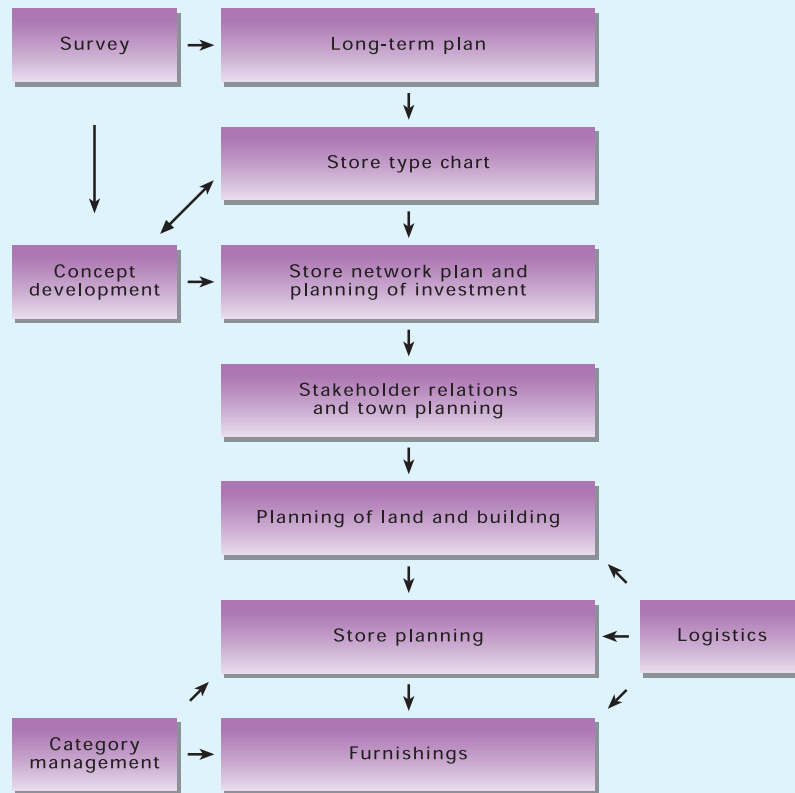 Survey
Long-term plan
Store type chart
Concept
development
Store network plan and
planning of investment
Stakeholder relations
and town planning
Planning of land and building
Store planning
Logistics
Category
management
Furnishings